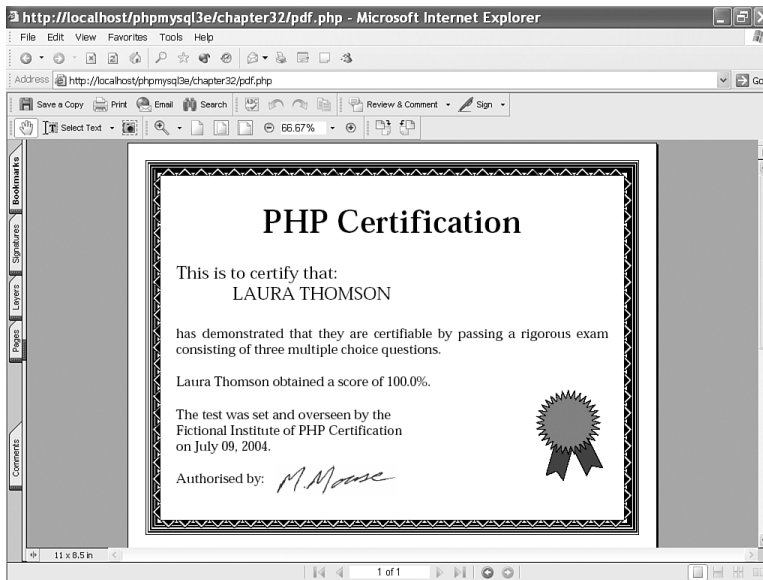 http://localhost/phpmysql3e/chapter32/pdf.php - Microsoft Internet Explorer
File Edit View Favorites Tools Help
Address http://localhost/phpmysql3e/chapter32/pdf.php Go
Save a Copy Print Email Search Review & Comment Sign
Select Text 66.67%
Bookmarks
Signatures
Layers
Pages
Comments
PHP Certification
This is to certify that:
LAURA THOMSON
has demonstrated that they are certifiable by passing a rigorous exam
consisting of three multiple choice questions.
Laura Thomson obtained a score of 100.0%.
The test was set and overseen by the
Fictional Institute of PHP Certification
on July 09, 2004.
Authorised by: M.Mouse
11 x 8.5 in
1 of 1